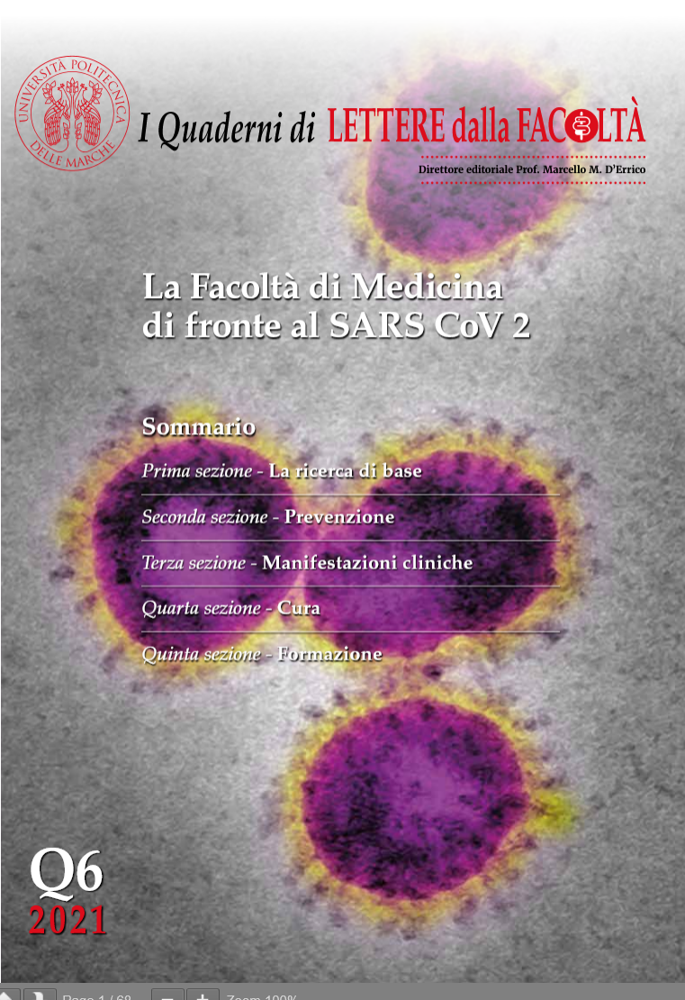 UNIVERSITÀ POLITECNICA
DELLE MARCHE
I Quaderni di LETTERE dalla FACOLTÀ
Direttore editoriale Prof. Marcello M. D'Errico
La Facoltà di Medicina
di fronte al SARS CoV 2
Sommario
Prima sezione - La ricerca di base
Seconda sezione - Prevenzione
Terza sezione - Manifestazioni cliniche
Quarta sezione - Cura
Quinta sezione - Formazione
Q6
2021
Page 1 / 68 Zoom 100%